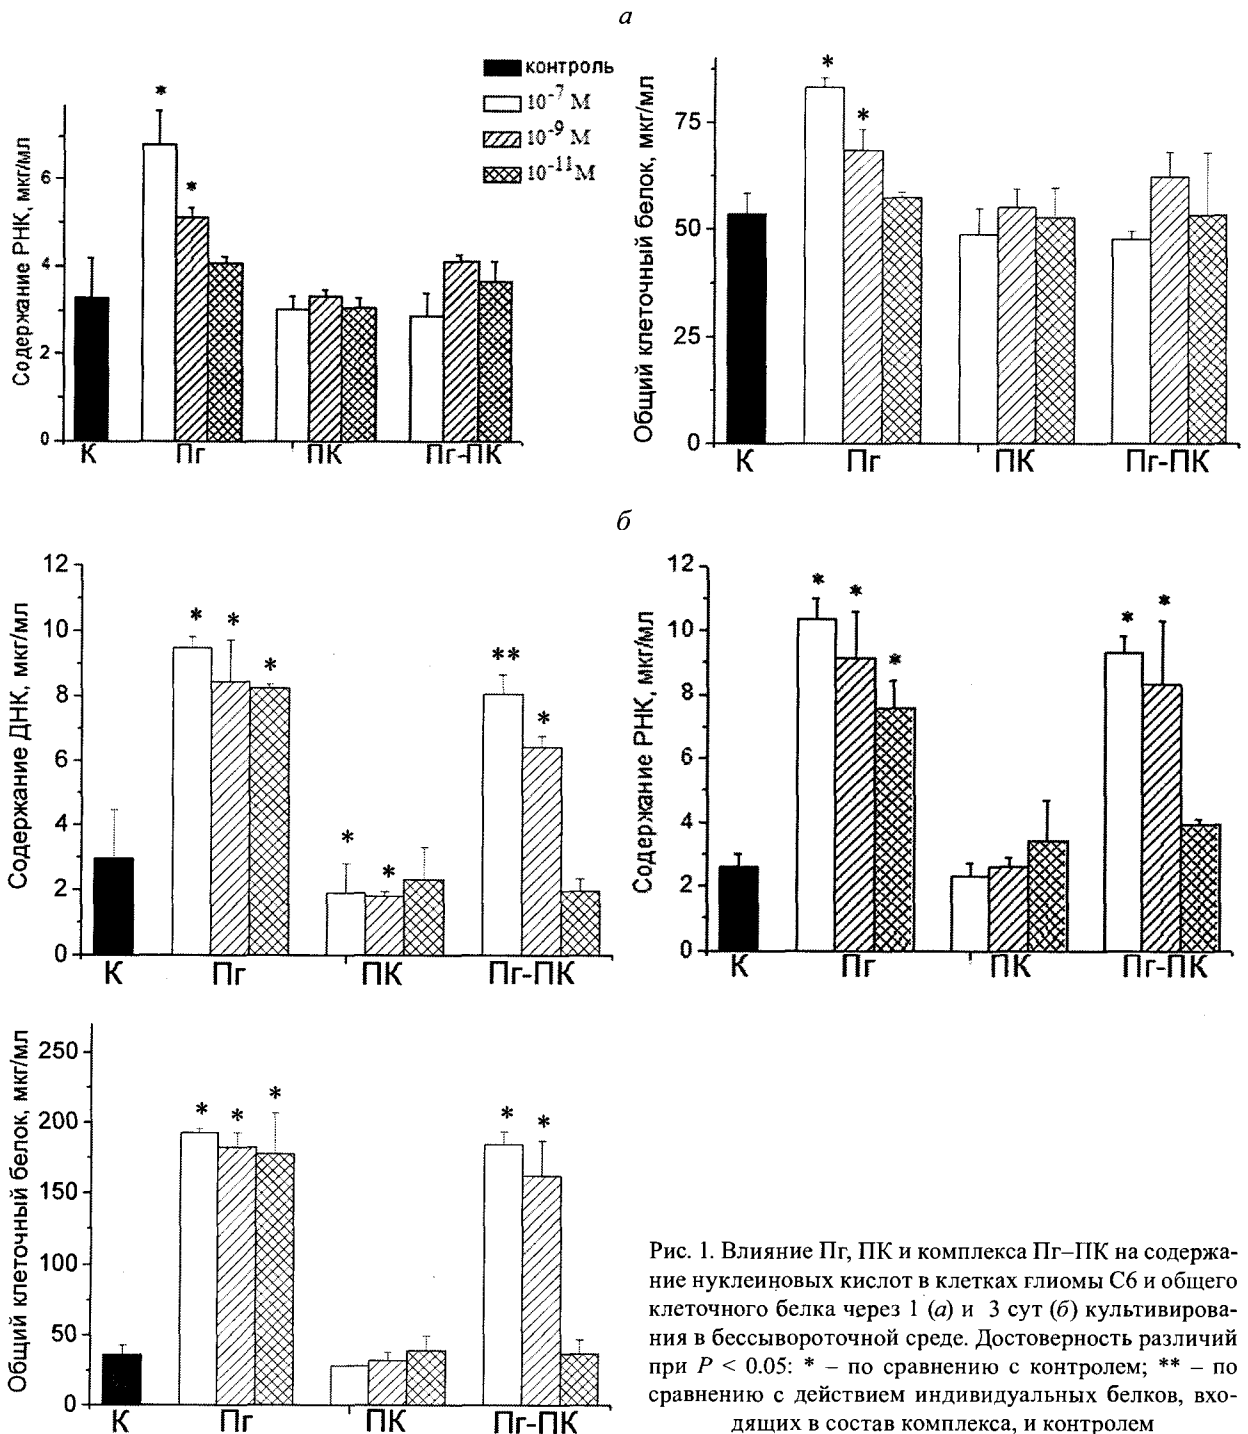 а
контроль
10⁻⁷ М
10⁻⁹ М
10⁻¹¹М
Содержание РНК, мкг/мл
6
4
2
0
*
*
К Пг ПК Пг-ПК
Общий клеточный белок, мкг/мл
75
50
25
0
*
*
К Пг ПК Пг-ПК
б
Содержание ДНК, мкг/мл
12
10
8
6
4
2
0
* * * * * ** *
К Пг ПК Пг-ПК
Содержание РНК, мкг/мл
12
10
8
6
4
2
0
* * * * *
К Пг ПК Пг-ПК
Общий клеточный белок, мкг/мл
250
200
150
100
50
0
* * * * *
К Пг ПК Пг-ПК
Рис. 1. Влияние Пг, ПК и комплекса Пг–ПК на содержа-
ние нуклеиновых кислот в клетках глиомы С6 и общего
клеточного белка через 1 (а) и 3 сут (б) культивирова-
ния в бессывороточной среде. Достоверность различий
при P < 0.05: * – по сравнению с контролем; ** – по
сравнению с действием индивидуальных белков, вхо-
дящих в состав комплекса, и контролем